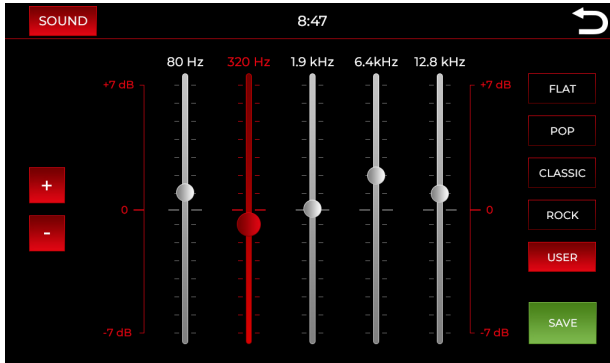 SOUND
8:47
80 Hz 320 Hz 1.9 kHz 6.4kHz 12.8 kHz
+7 dB +7 dB
FLAT
POP
CLASSIC
+
0 0
ROCK
-
USER
SAVE
-7 dB -7 dB